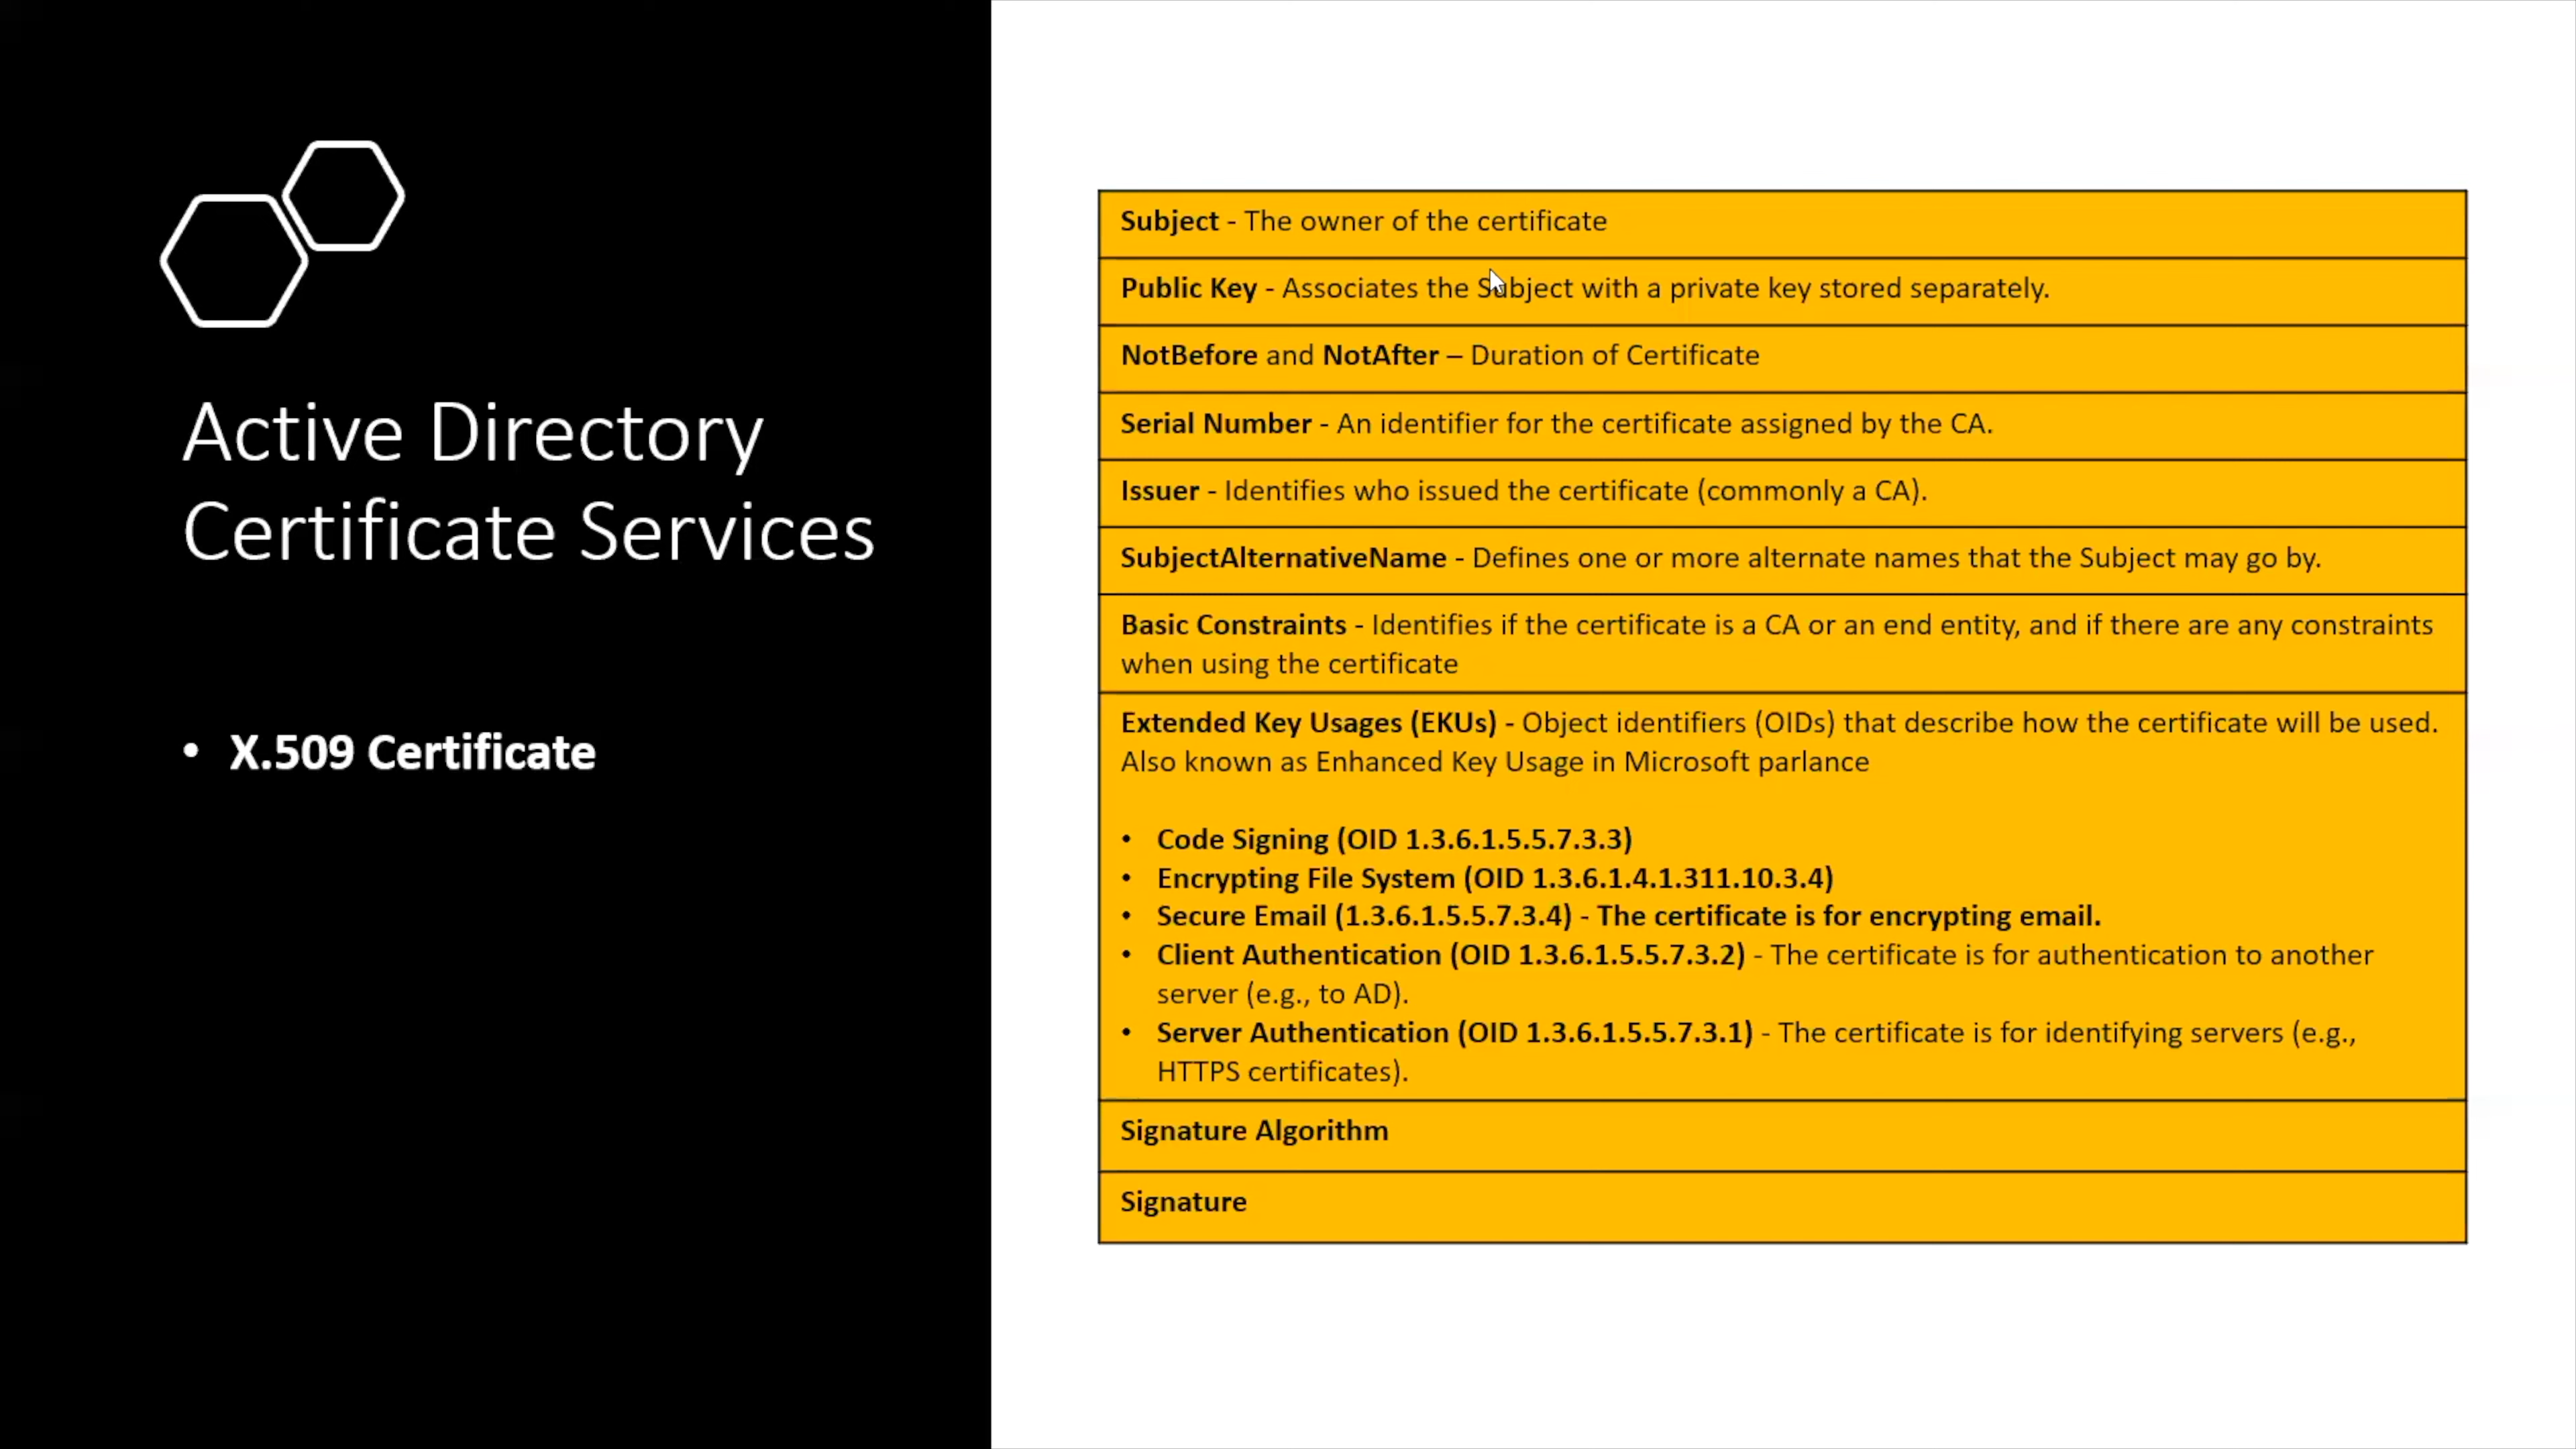 Active Directory
Certificate Services
• X.509 Certificate
Subject - The owner of the certificate
Public Key - Associates the Subject with a private key stored separately.
NotBefore and NotAfter – Duration of Certificate
Serial Number - An identifier for the certificate assigned by the CA.
Issuer - Identifies who issued the certificate (commonly a CA).
SubjectAlternativeName - Defines one or more alternate names that the Subject may go by.
Basic Constraints - Identifies if the certificate is a CA or an end entity, and if there are any constraints
when using the certificate
Extended Key Usages (EKUs) - Object identifiers (OIDs) that describe how the certificate will be used.
Also known as Enhanced Key Usage in Microsoft parlance
• Code Signing (OID 1.3.6.1.5.5.7.3.3)
• Encrypting File System (OID 1.3.6.1.4.1.311.10.3.4)
• Secure Email (1.3.6.1.5.5.7.3.4) - The certificate is for encrypting email.
• Client Authentication (OID 1.3.6.1.5.5.7.3.2) - The certificate is for authentication to another
server (e.g., to AD).
• Server Authentication (OID 1.3.6.1.5.5.7.3.1) - The certificate is for identifying servers (e.g.,
HTTPS certificates).
Signature Algorithm
Signature